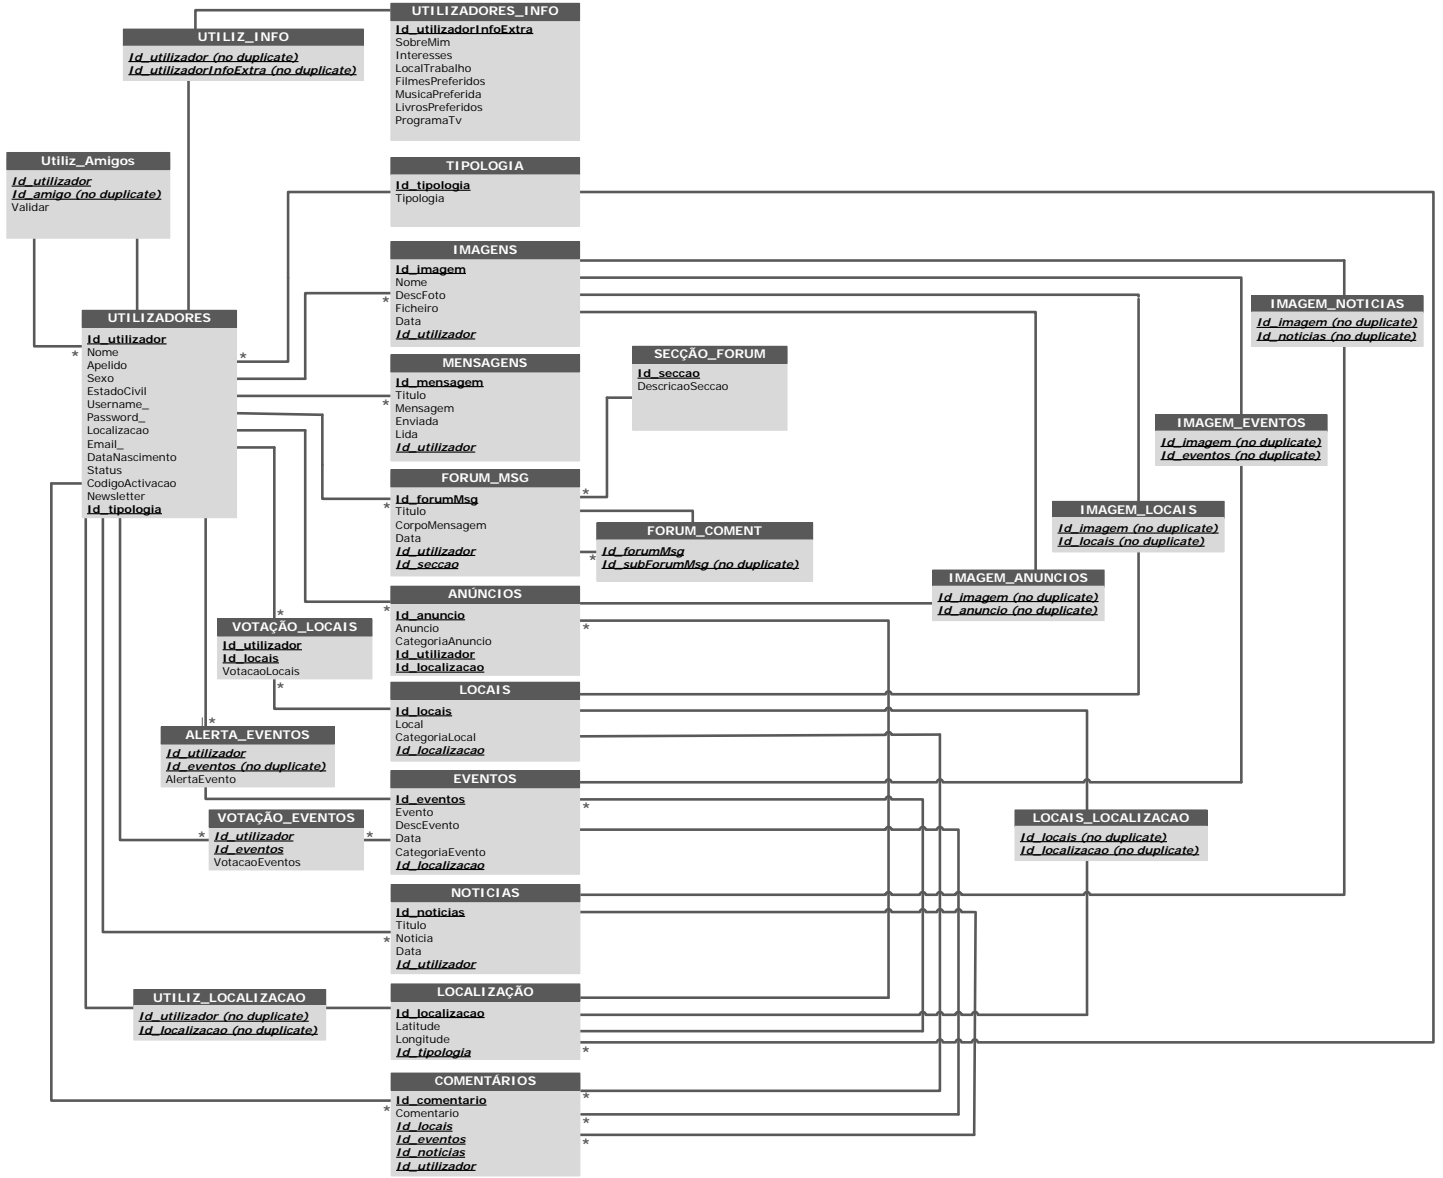 UTILIZADORES_INFO
Id_utilizadorInfoExtra
SobreMim
Interesses
LocalTrabalho
FilmesPreferidos
MusicaPreferida
LivrosPreferidos
ProgramaTv
UTILIZ_INFO
Id_utilizador (no duplicate)
Id_utilizadorInfoExtra (no duplicate)
Utiliz_Amigos
Id_utilizador
Id_amigo (no duplicate)
Validar
TIPOLOGIA
Id_tipologia
Tipologia
IMAGENS
Id_imagem
Nome
DescFoto
Ficheiro
Data
Id_utilizador
*
IMAGEM_NOTICIAS
Id_imagem (no duplicate)
Id_noticias (no duplicate)
UTILIZADORES
Id_utilizador
Nome
Apelido
Sexo
EstadoCivil
Username_
Password_
Localizacao
Email_
DataNascimento
Status
CodigoActivacao
Newsletter
Id_tipologia
*
*
MENSAGENS
Id_mensagem
Titulo
Mensagem
Enviada
Lida
Id_utilizador
*
SECÇÃO_FORUM
Id_seccao
DescricaoSeccao
IMAGEM_EVENTOS
Id_imagem (no duplicate)
Id_eventos (no duplicate)
FORUM_MSG
Id_forumMsg
Titulo
CorpoMensagem
Data
Id_utilizador
Id_seccao
*
*
FORUM_COMENT
Id_forumMsg
Id_subForumMsg (no duplicate)
*
IMAGEM_LOCAIS
Id_imagem (no duplicate)
Id_locais (no duplicate)
IMAGEM_ANUNCIOS
Id_imagem (no duplicate)
Id_anuncio (no duplicate)
ANÚNCIOS
Id_anuncio
Anuncio
CategoriaAnuncio
Id_utilizador
Id_localizacao
*
*
VOTAÇÃO_LOCAIS
Id_utilizador
Id_locais
VotacaoLocais
*
*
LOCAIS
Id_locais
Local
CategoriaLocal
Id_localizacao
ALERTA_EVENTOS
Id_utilizador
Id_eventos (no duplicate)
AlertaEvento
*
EVENTOS
Id_eventos
Evento
DescEvento
Data
CategoriaEvento
Id_localizacao
*
VOTAÇÃO_EVENTOS
Id_utilizador
Id_eventos
VotacaoEventos
*
*
LOCAIS_LOCALIZACAO
Id_locais (no duplicate)
Id_localizacao (no duplicate)
NOTICIAS
Id_noticias
Titulo
Noticia
Data
Id_utilizador
*
UTILIZ_LOCALIZACAO
Id_utilizador (no duplicate)
Id_localizacao (no duplicate)
LOCALIZAÇÃO
Id_localizacao
Latitude
Longitude
Id_tipologia
*
COMENTÁRIOS
Id_comentario
Comentario
Id_locais
Id_eventos
Id_noticias
Id_utilizador
*
*
*
*